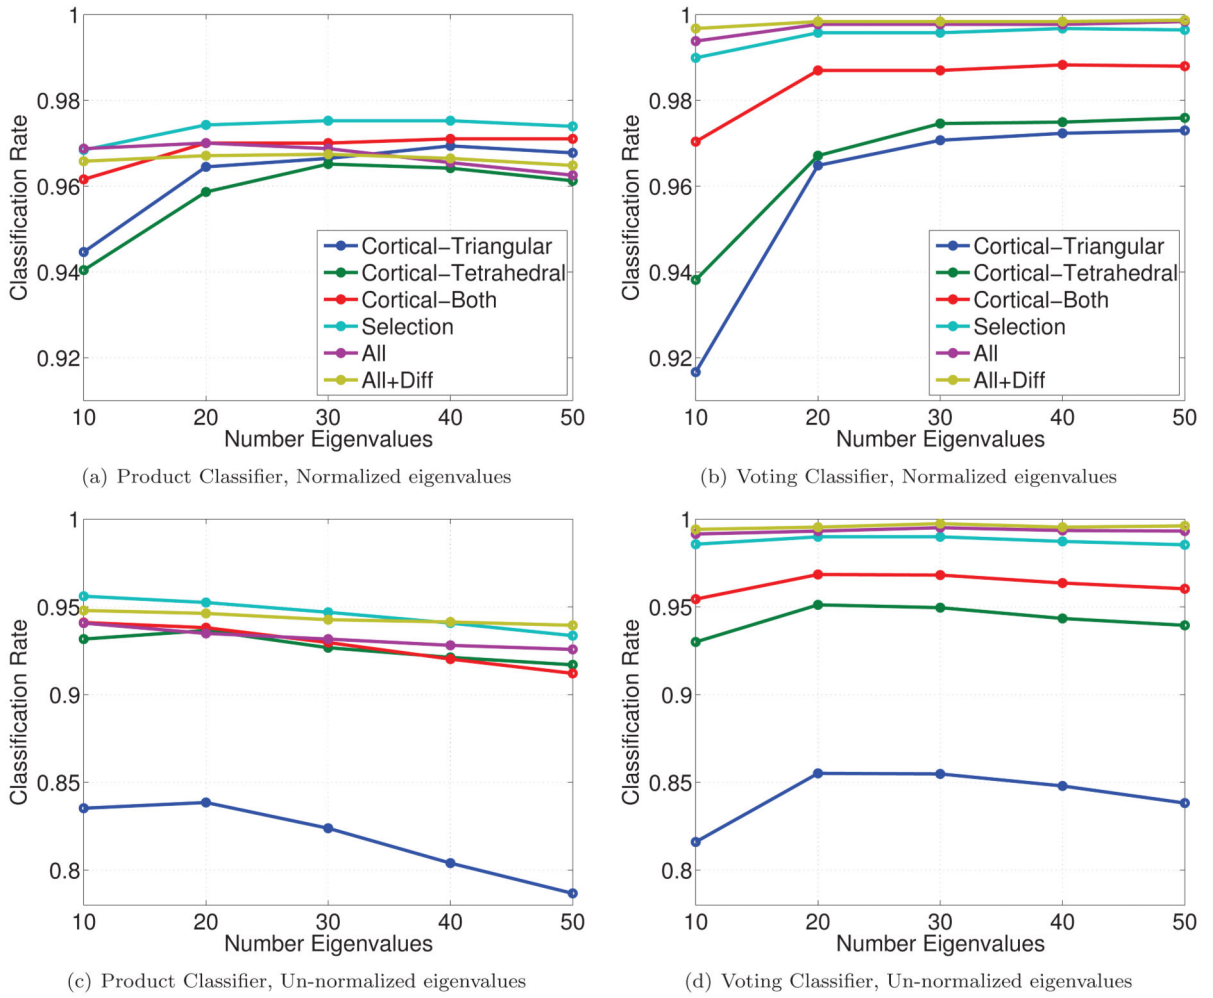 1
0.98
0.96
0.94
0.92
Classification Rate
Cortical-Triangular
Cortical-Tetrahedral
Cortical-Both
Selection
All
All+Diff
10 20 30 40 50
Number Eigenvalues
(a) Product Classifier, Normalized eigenvalues
1
0.98
0.96
0.94
0.92
Classification Rate
Cortical-Triangular
Cortical-Tetrahedral
Cortical-Both
Selection
All
All+Diff
10 20 30 40 50
Number Eigenvalues
(b) Voting Classifier, Normalized eigenvalues
1
0.95
0.9
0.85
0.8
Classification Rate
10 20 30 40 50
Number Eigenvalues
(c) Product Classifier, Un-normalized eigenvalues
1
0.95
0.9
0.85
0.8
Classification Rate
10 20 30 40 50
Number Eigenvalues
(d) Voting Classifier, Un-normalized eigenvalues